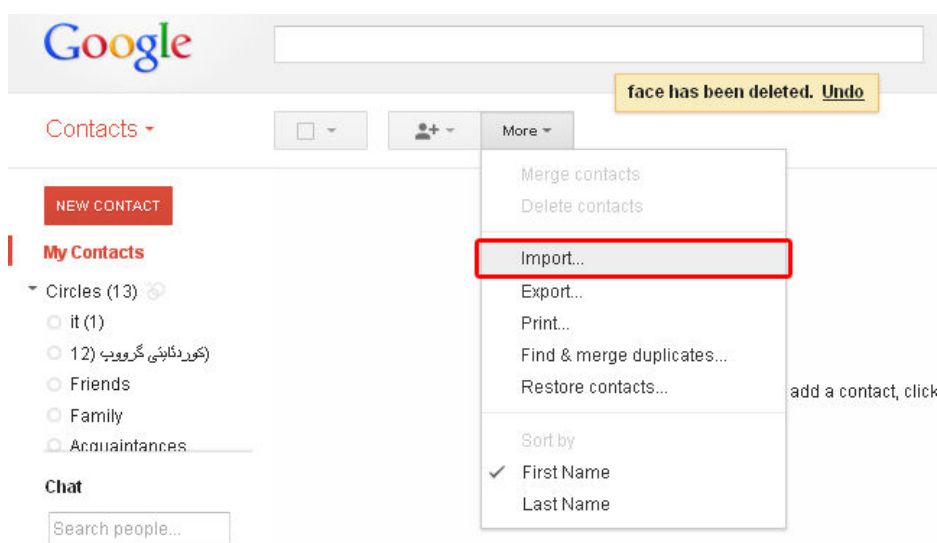 Google
face has been deleted. Undo
Contacts
More
Merge contacts
Delete contacts
NEW CONTACT
My Contacts
Import...
Circles (13)
Export...
it (1)
Print...
(كوردئاینی گرووپ (12
Find & merge duplicates...
Friends
Restore contacts...
add a contact, click
Family
Acquaintances
Sort by
Chat
First Name
Last Name
Search people...